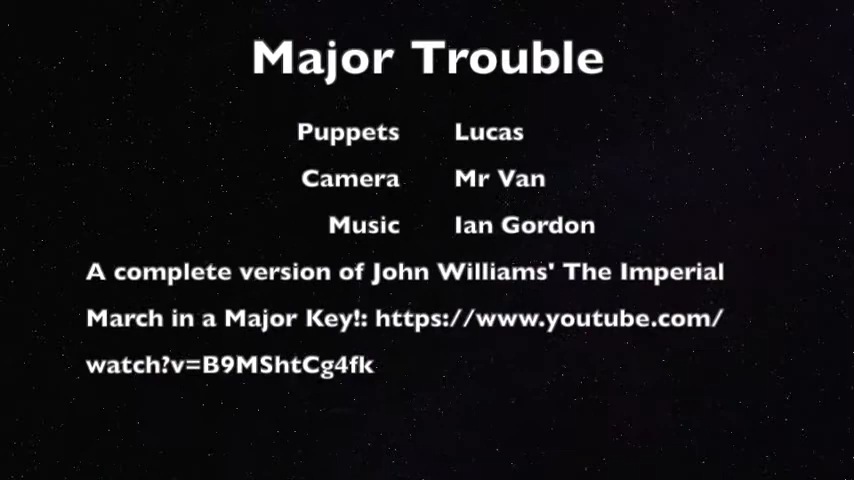 Major Trouble
Puppets Lucas
Camera Mr Van
Music Ian Gordon
A complete version of John Williams' The Imperial
March in a Major Key!: https://www.youtube.com/
watch?v=B9MShtCg4fk